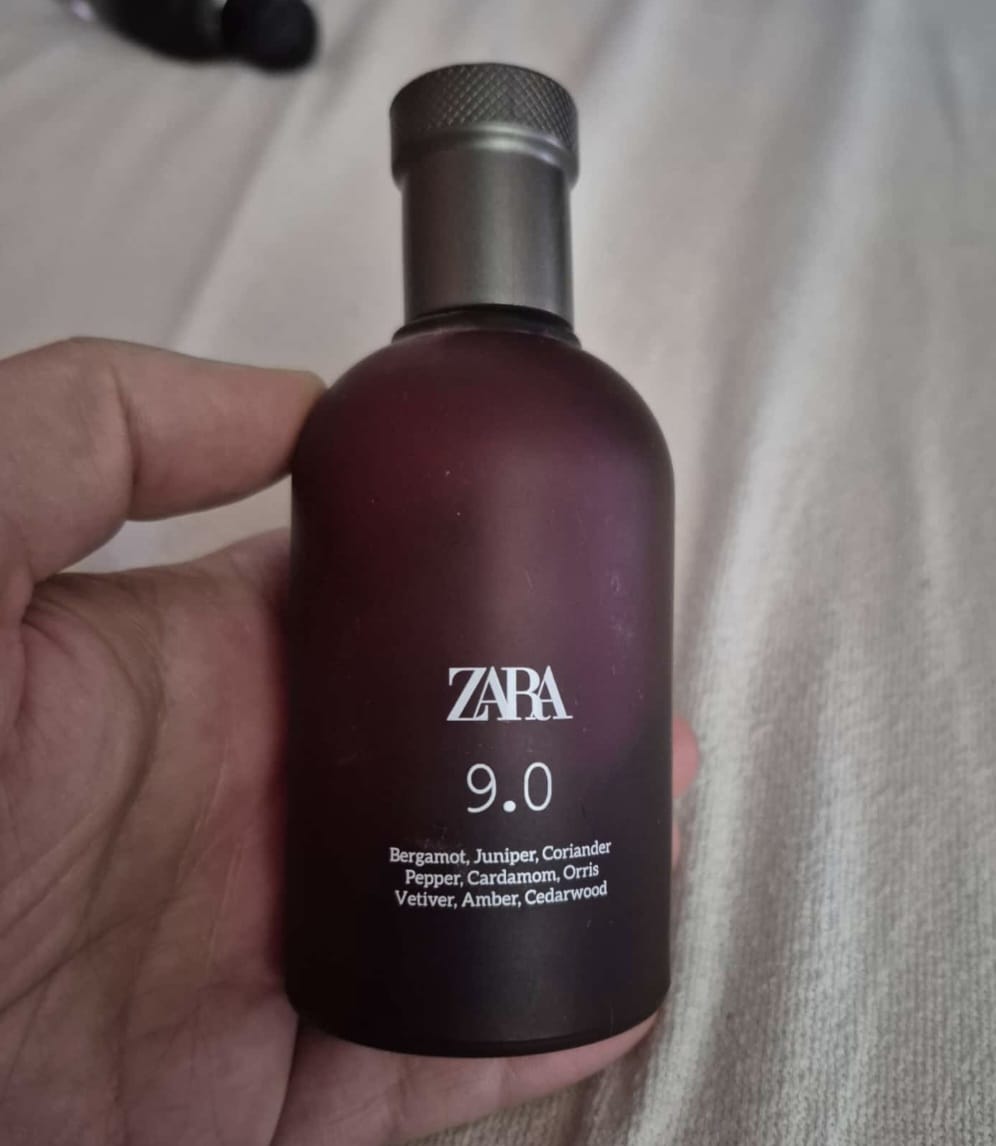 ZARA
9.0
Bergamot, Juniper, Coriander
Pepper, Cardamom, Orris
Vetiver, Amber, Cedarwood